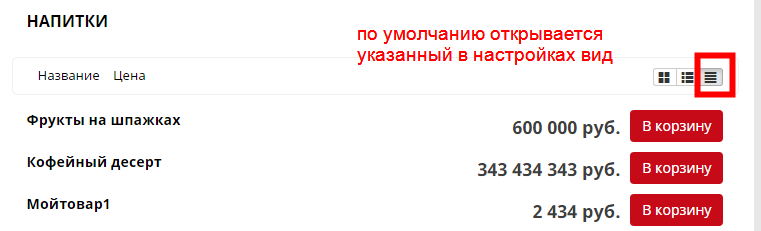 НАПИТКИ
по умолчанию открывается
указанный в настройках вид
Название Цена
Фрукты на шпажках 600 000 руб. В корзину
Кофейный десерт 343 434 343 руб. В корзину
Мойтовар1 2 434 руб. В корзину